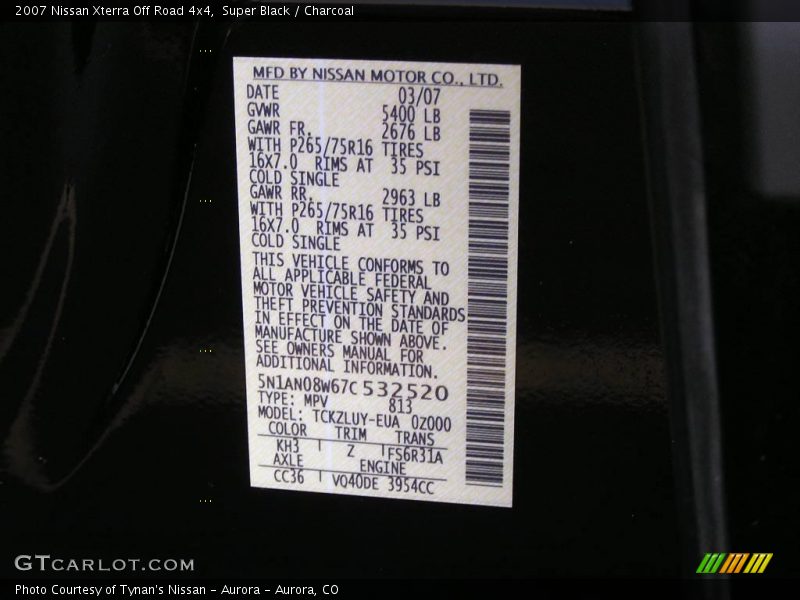 2007 Nissan Xterra Off Road 4x4,  Super Black / Charcoal
MFD BY NISSAN MOTOR CO., LTD.
DATE 03/07
GVWR 5400 LB
GAWR FR. 2676 LB
WITH P265/75R16 TIRES
16X7.0 RIMS AT 35 PSI
COLD SINGLE
GAWR RR. 2963 LB
WITH P265/75R16 TIRES
16X7.0 RIMS AT 35 PSI
COLD SINGLE
THIS VEHICLE CONFORMS TO
ALL APPLICABLE FEDERAL
MOTOR VEHICLE SAFETY AND
THEFT PREVENTION STANDARDS
IN EFFECT ON THE DATE OF
MANUFACTURE SHOWN ABOVE.
SEE OWNERS MANUAL FOR
ADDITIONAL INFORMATION.
5N1AN08W67C532520
TYPE: MPV 813
MODEL: TCKZLUY-EUA 0Z000
COLOR TRIM TRANS
KH3 Z FS6R31A
AXLE ENGINE
CC36 VQ40DE 3954CC
GTCARLOT.COM
Photo Courtesy of Tynan's Nissan - Aurora - Aurora, CO